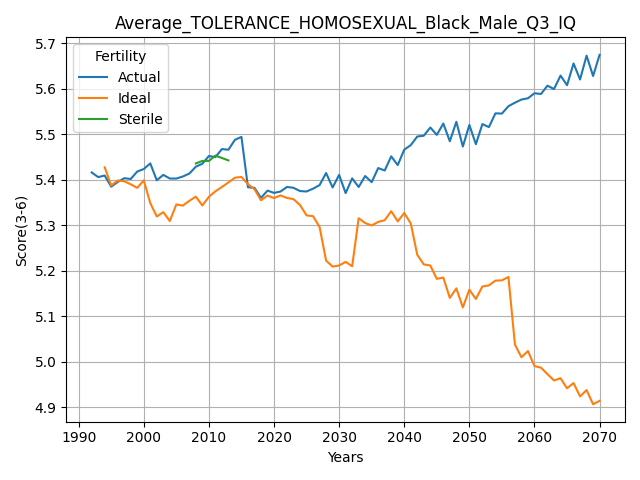 Average_TOLERANCE_HOMOSEXUAL_Black_Male_Q3_IQ
Fertility
Actual
Ideal
Sterile
Score(3-6)
5.7
5.6
5.5
5.4
5.3
5.2
5.1
5.0
4.9
1990 2000 2010 2020 2030 2040 2050 2060 2070
Years